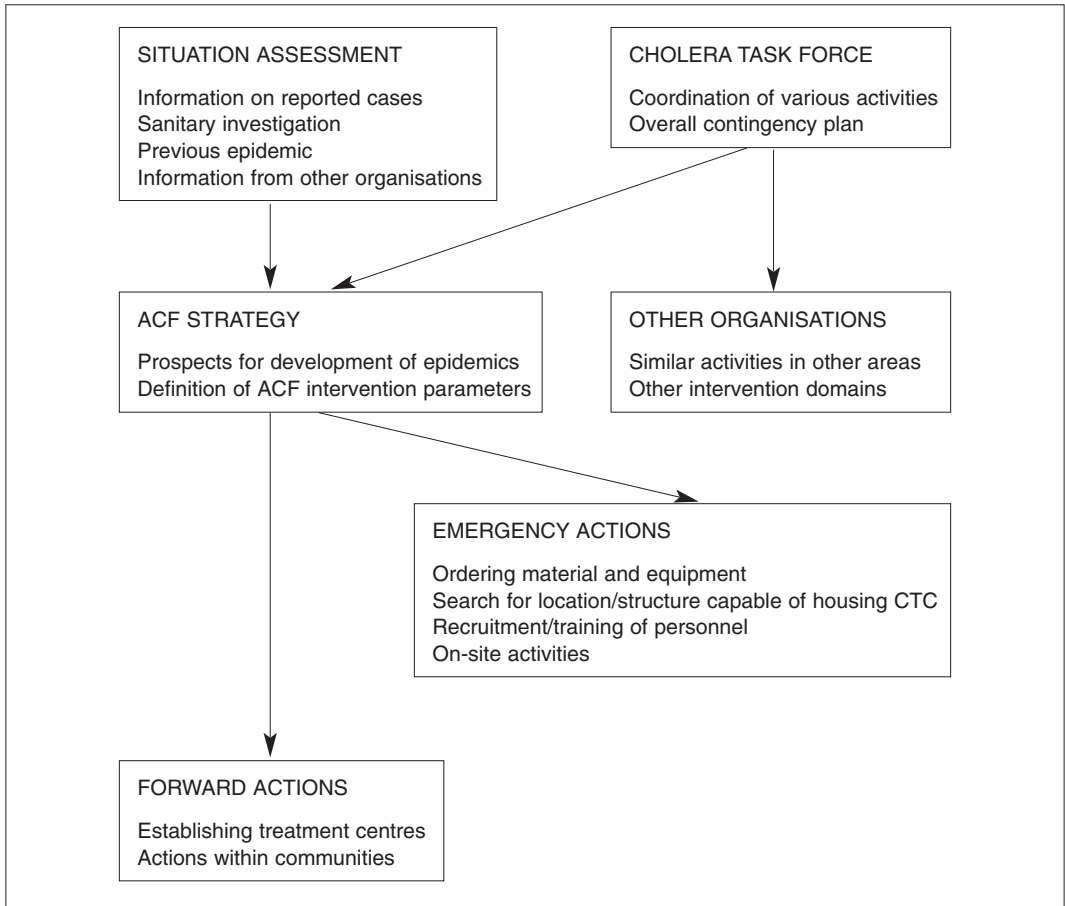 SITUATION ASSESSMENT
Information on reported cases
Sanitary investigation
Previous epidemic
Information from other organisations
CHOLERA TASK FORCE
Coordination of various activities
Overall contingency plan
ACF STRATEGY
Prospects for development of epidemics
Definition of ACF intervention parameters
OTHER ORGANISATIONS
Similar activities in other areas
Other intervention domains
EMERGENCY ACTIONS
Ordering material and equipment
Search for location/structure capable of housing CTC
Recruitment/training of personnel
On-site activities
FORWARD ACTIONS
Establishing treatment centres
Actions within communities